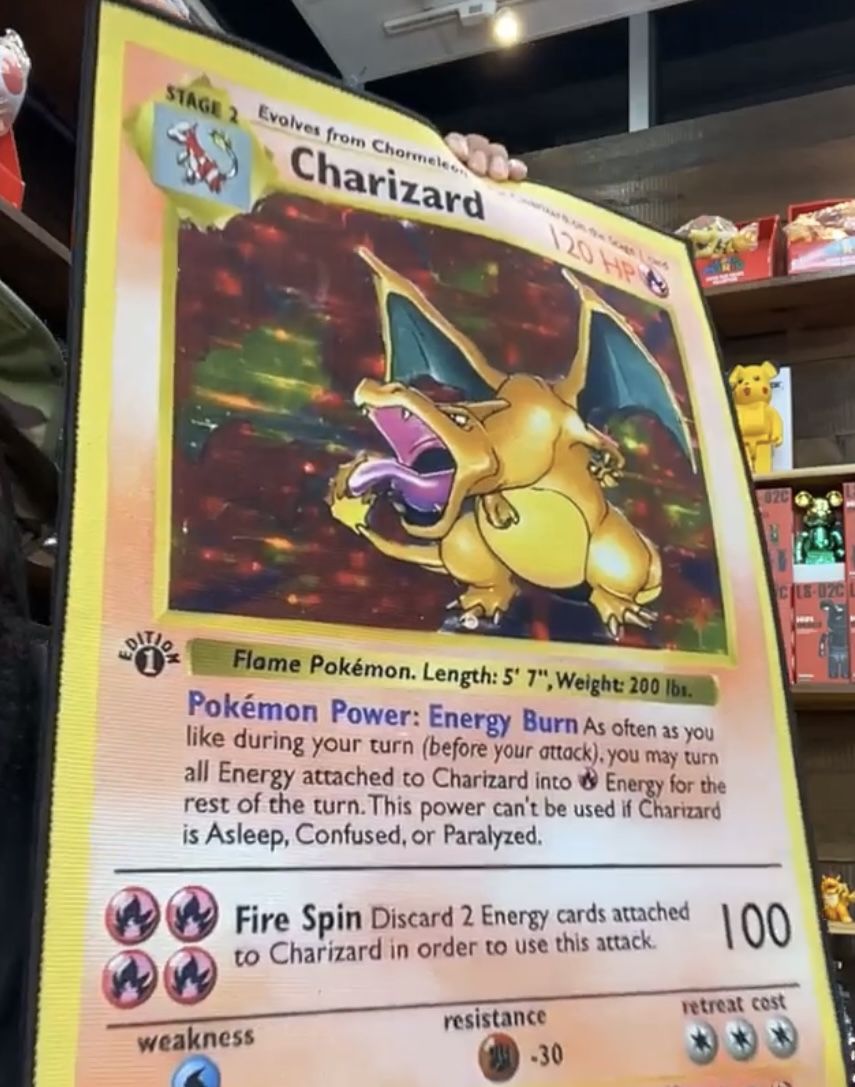 STAGE 2
Evolves from Charmeleon
Charizard
120 HP
EDITION
1
Flame Pokémon. Length: 5' 7", Weight: 200 lbs.
Pokémon Power: Energy Burn As often as you
like during your turn (before your attack), you may turn
all Energy attached to Charizard into Energy for the
rest of the turn. This power can't be used if Charizard
is Asleep, Confused, or Paralyzed.
Fire Spin Discard 2 Energy cards attached
to Charizard in order to use this attack.
100
weakness
resistance
-30
retreat cost